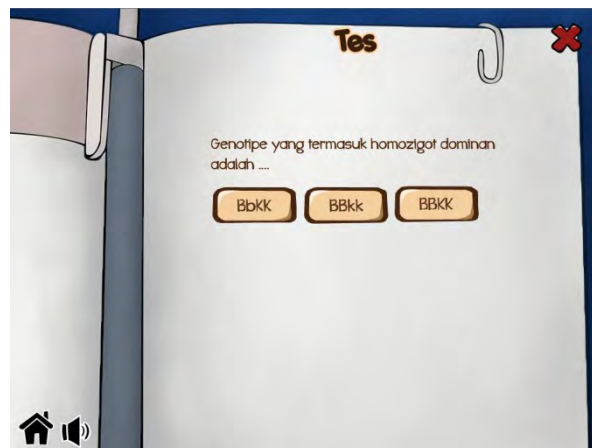 Tes
Genotipe yang termasuk homozigot dominan
adalah ....
BbKK BBkk BBKK